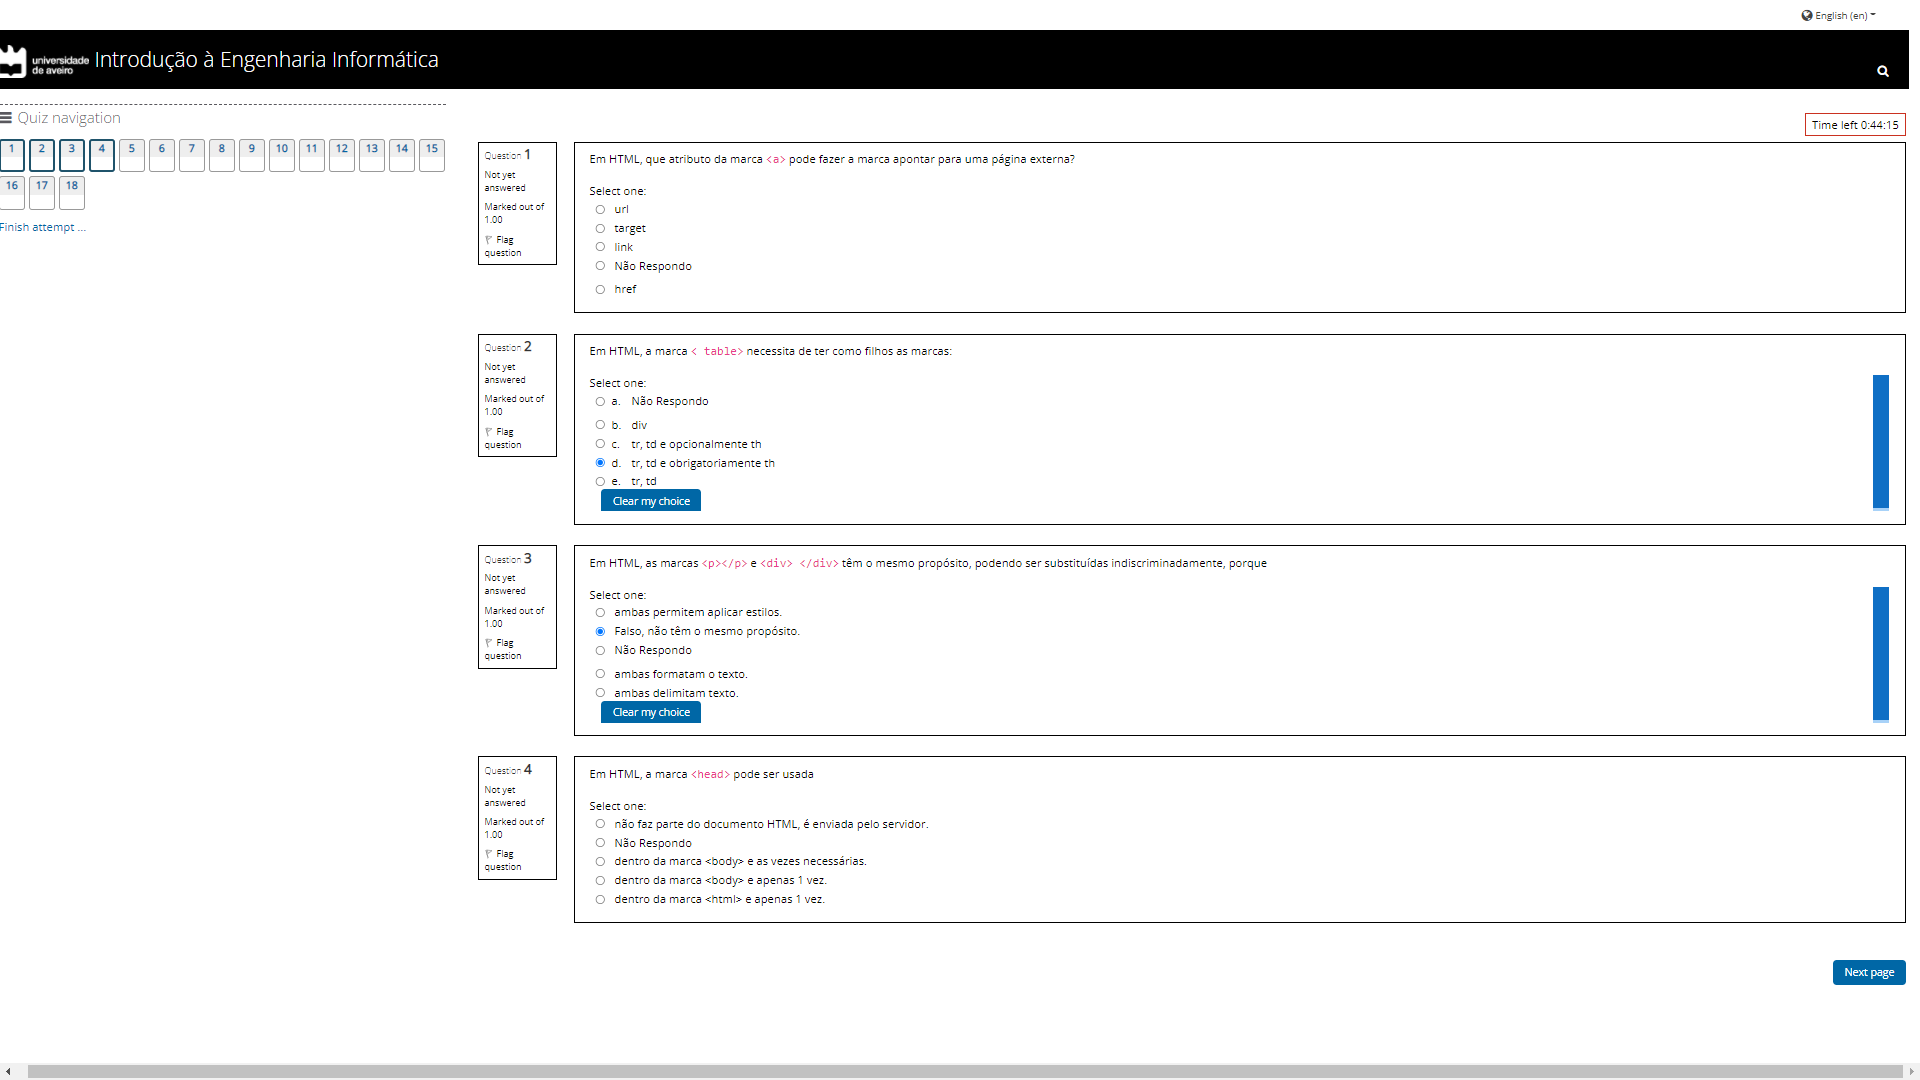 English (en)
universidade de aveiro
Introdução à Engenharia Informática
Quiz navigation
1 2 3 4 5 6 7 8 9 10 11 12 13 14 15
16 17 18
Finish attempt ...
Time left 0:44:15
Question 1
Not yet answered
Marked out of 1.00
Flag question
Em HTML, que atributo da marca <a> pode fazer a marca apontar para uma página externa?
Select one:
url
target
link
Não Respondo
href
Question 2
Not yet answered
Marked out of 1.00
Flag question
Em HTML, a marca < table> necessita de ter como filhos as marcas:
Select one:
a. Não Respondo
b. div
c. tr, td e opcionalmente th
d. tr, td e obrigatoriamente th
e. tr, td
Clear my choice
Question 3
Not yet answered
Marked out of 1.00
Flag question
Em HTML, as marcas <p></p> e <div> </div> têm o mesmo propósito, podendo ser substituídas indiscriminadamente, porque
Select one:
ambas permitem aplicar estilos.
Falso, não têm o mesmo propósito.
Não Respondo
ambas formatam o texto.
ambas delimitam texto.
Clear my choice
Question 4
Not yet answered
Marked out of 1.00
Flag question
Em HTML, a marca <head> pode ser usada
Select one:
não faz parte do documento HTML, é enviada pelo servidor.
Não Respondo
dentro da marca <body> e as vezes necessárias.
dentro da marca <body> e apenas 1 vez.
dentro da marca <html> e apenas 1 vez.
Next page